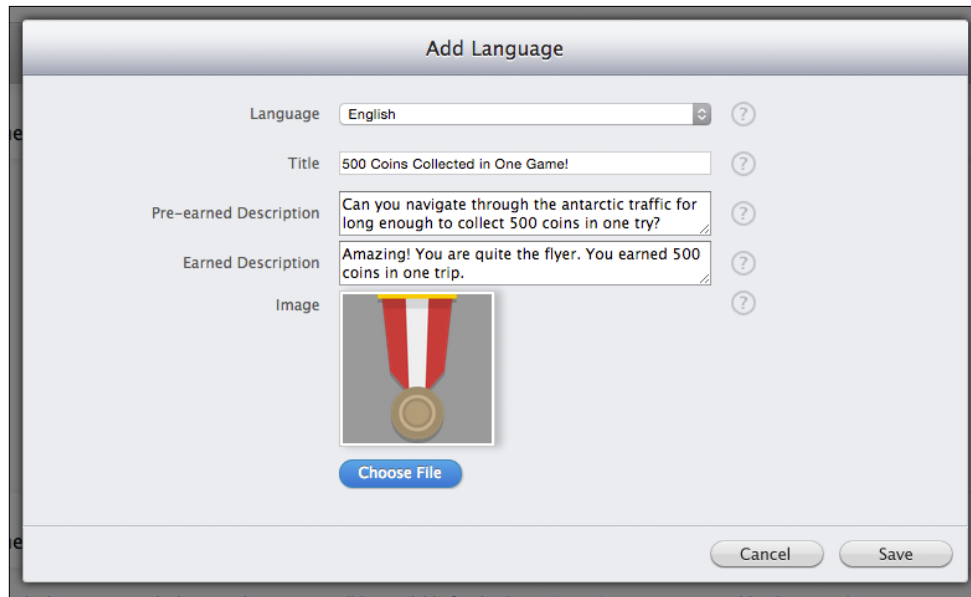 Add Language
Language
English
?
Title
500 Coins Collected in One Game!
?
Pre-earned Description
Can you navigate through the antarctic traffic for
long enough to collect 500 coins in one try?
?
Earned Description
Amazing! You are quite the flyer. You earned 500
coins in one trip.
?
Image
?
Choose File
Cancel
Save